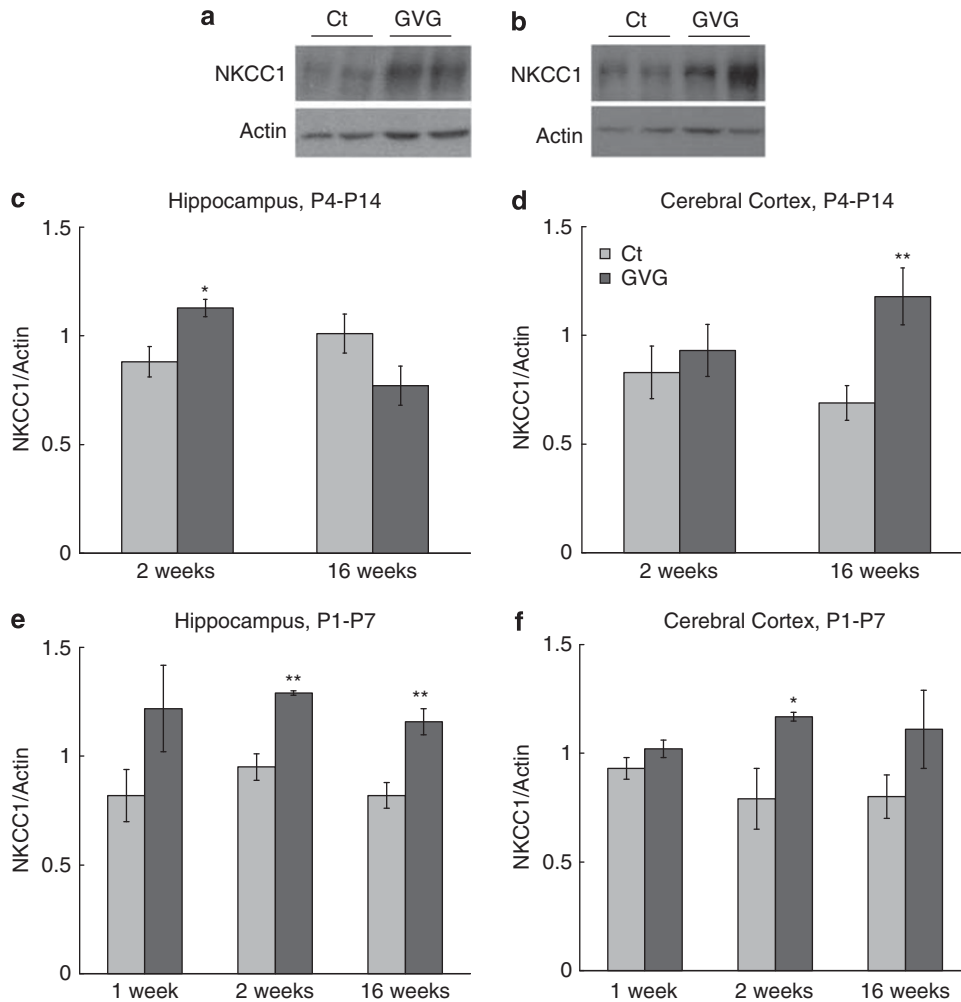 a
Ct GVG
NKCC1
Actin
b
Ct GVG
NKCC1
Actin
c
Hippocampus, P4-P14
1.5
1
0.5
0
NKCC1/Actin
*
2 weeks 16 weeks
d
Cerebral Cortex, P4-P14
1.5
1
0.5
0
NKCC1/Actin
Ct
GVG
**
2 weeks 16 weeks
e
Hippocampus, P1-P7
1.5
1
0.5
0
NKCC1/Actin
** **
1 week 2 weeks 16 weeks
f
Cerebral Cortex, P1-P7
1.5
1
0.5
0
NKCC1/Actin
*
1 week 2 weeks 16 weeks